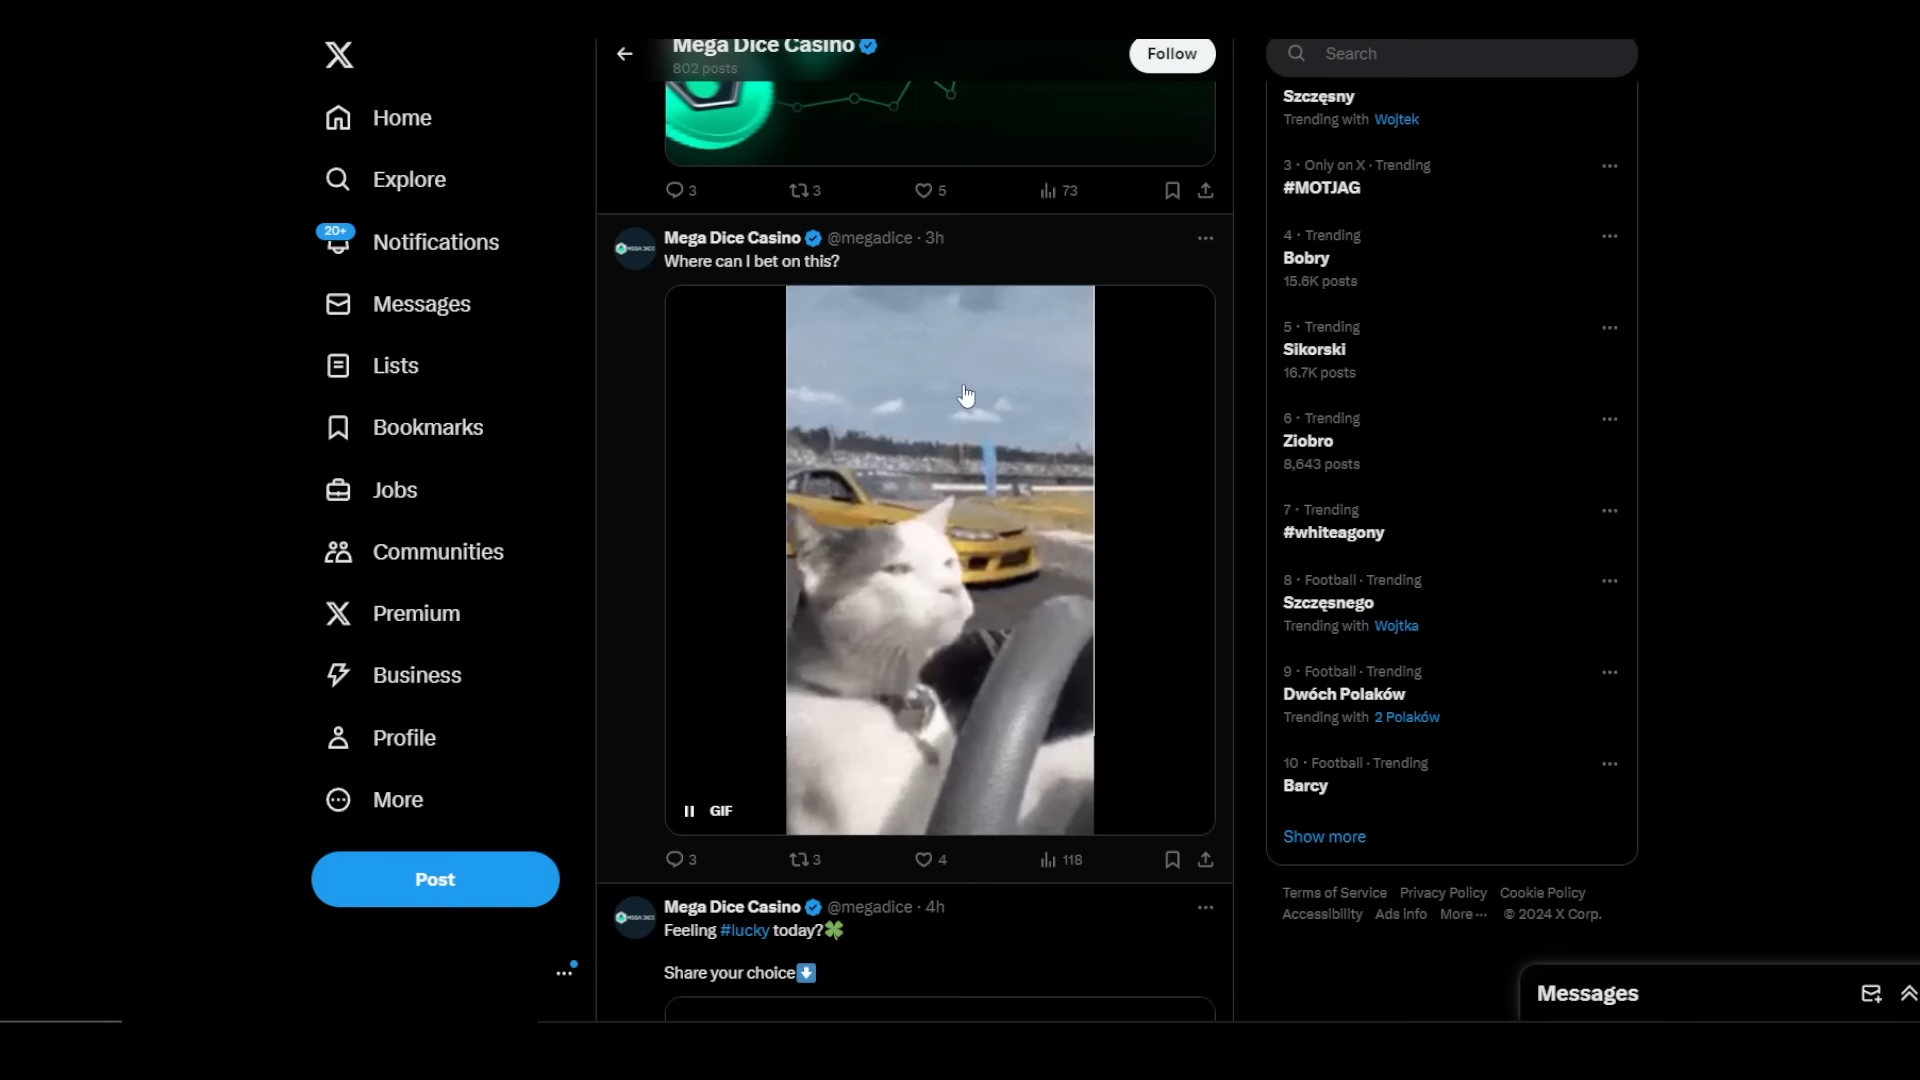 Home
Explore
20+
Notifications
Messages
Lists
Bookmarks
Jobs
Communities
Premium
Business
Profile
More
Post
Mega Dice Casino
802 posts
Follow
3 3 5 73
Mega Dice Casino @megadice · 3h
Where can I bet on this?
GIF
3 3 4 118
Mega Dice Casino @megadice · 4h
Feeling #lucky today?🍀
Share your choice⬇️
Search
Szczęsny
Trending with Wojtek
3 · Only on X · Trending
#MOTJAG
4 · Trending
Bobry
15.6K posts
5 · Trending
Sikorski
16.7K posts
6 · Trending
Ziobro
8,643 posts
7 · Trending
#whiteagony
8 · Football · Trending
Szczęsnego
Trending with Wojtka
9 · Football · Trending
Dwóch Polaków
Trending with 2 Polaków
10 · Football · Trending
Barcy
Show more
Terms of Service Privacy Policy Cookie Policy
Accessibility Ads info More ··· © 2024 X Corp.
Messages